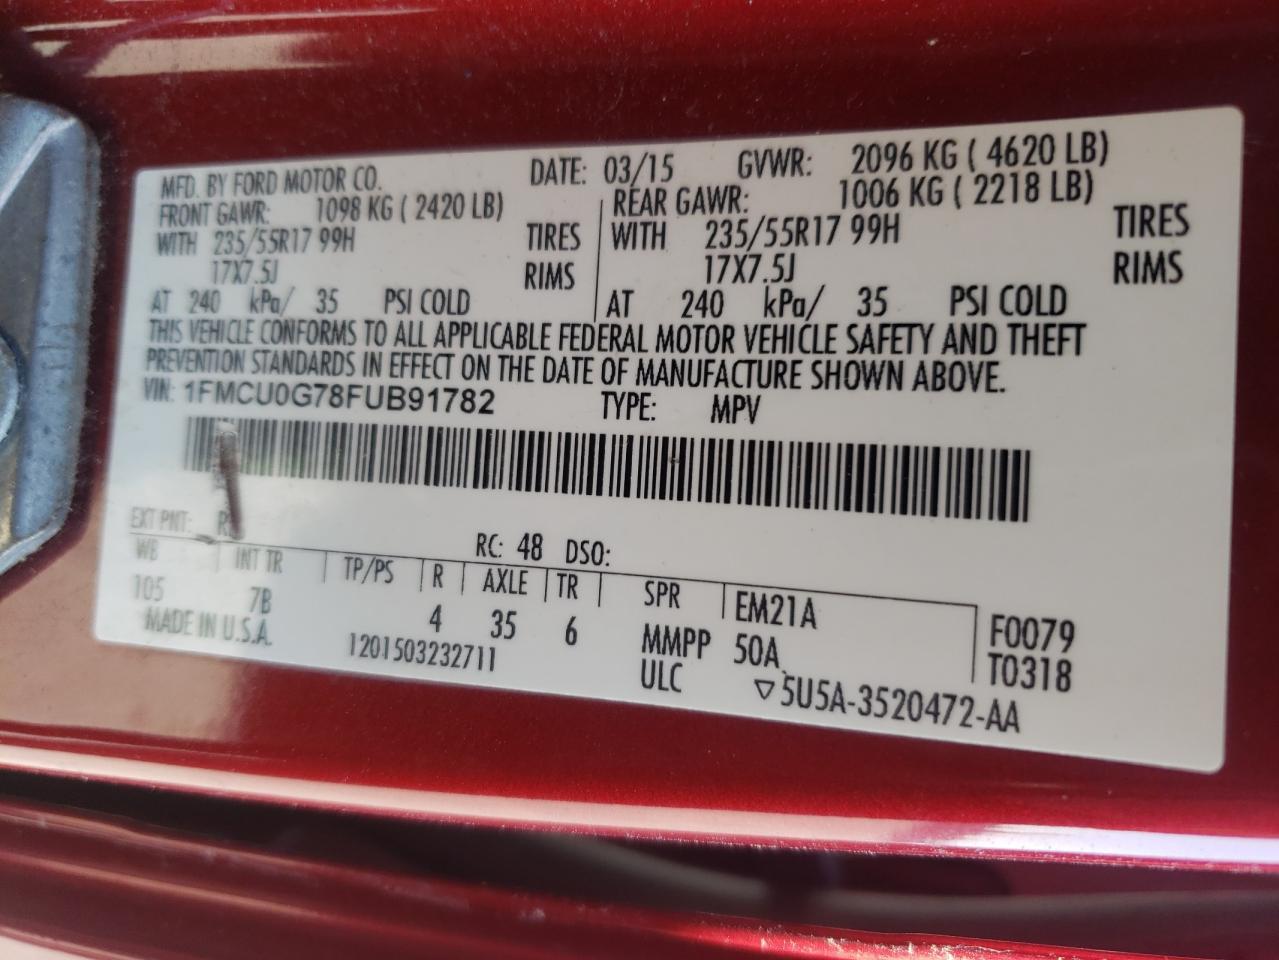 MFD. BY FORD MOTOR CO. DATE: 03/15 GVWR: 2096 KG ( 4620 LB)
FRONT GAWR: 1098 KG ( 2420 LB) REAR GAWR: 1006 KG ( 2218 LB)
WITH 235/55R17 99H TIRES WITH 235/55R17 99H TIRES
17X7.5J RIMS 17X7.5J RIMS
AT 240 kPa/ 35 PSI COLD AT 240 kPa/ 35 PSI COLD
THIS VEHICLE CONFORMS TO ALL APPLICABLE FEDERAL MOTOR VEHICLE SAFETY AND THEFT
PREVENTION STANDARDS IN EFFECT ON THE DATE OF MANUFACTURE SHOWN ABOVE.
VIN: 1FMCU0G78FUB91782 TYPE: MPV
EXT PNT: RC: 48 DSO:
WB INT TR TP/PS R AXLE TR SPR EM21A F0079
105 7B 4 35 6 MMPP 50A T0318
MADE IN U.S.A. 1201503232711 ULC ▽5U5A-3520472-AA